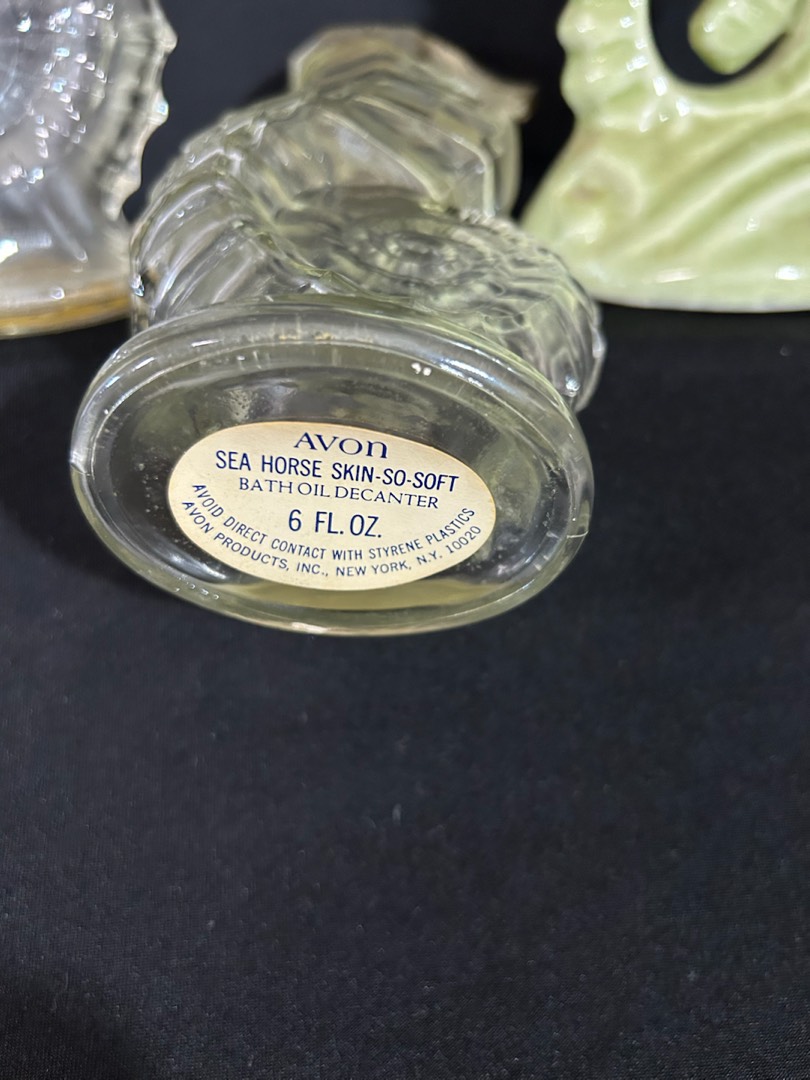 AVON
SEA HORSE SKIN-SO-SOFT
BATH OIL DECANTER
6 FL. OZ.
AVOID DIRECT CONTACT WITH STYRENE PLASTICS
AVON PRODUCTS, INC., NEW YORK, N.Y. 10020